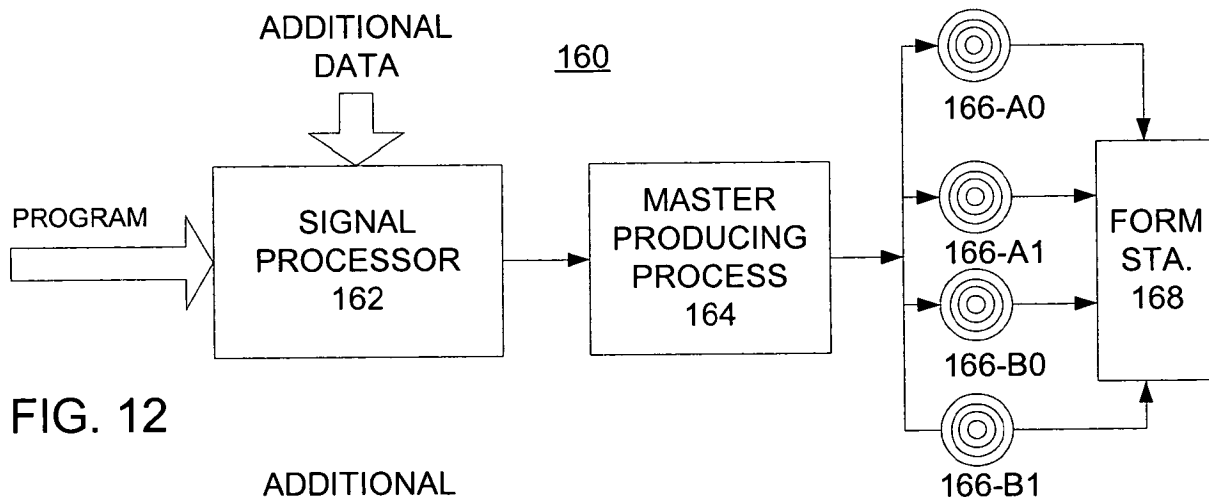 ADDITIONAL
DATA
160
166-A0
PROGRAM
SIGNAL
PROCESSOR
162
MASTER
PRODUCING
PROCESS
164
166-A1
166-B0
166-B1
FORM
STA.
168
FIG. 12
ADDITIONAL